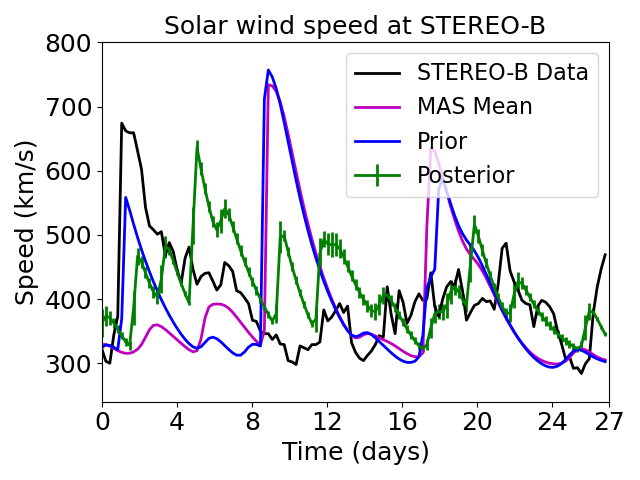 Solar wind speed at STEREO-B
800
700
600
500
400
300
Speed (km/s)
STEREO-B Data
MAS Mean
Prior
Posterior
0 4 8 12 16 20 24 27
Time (days)